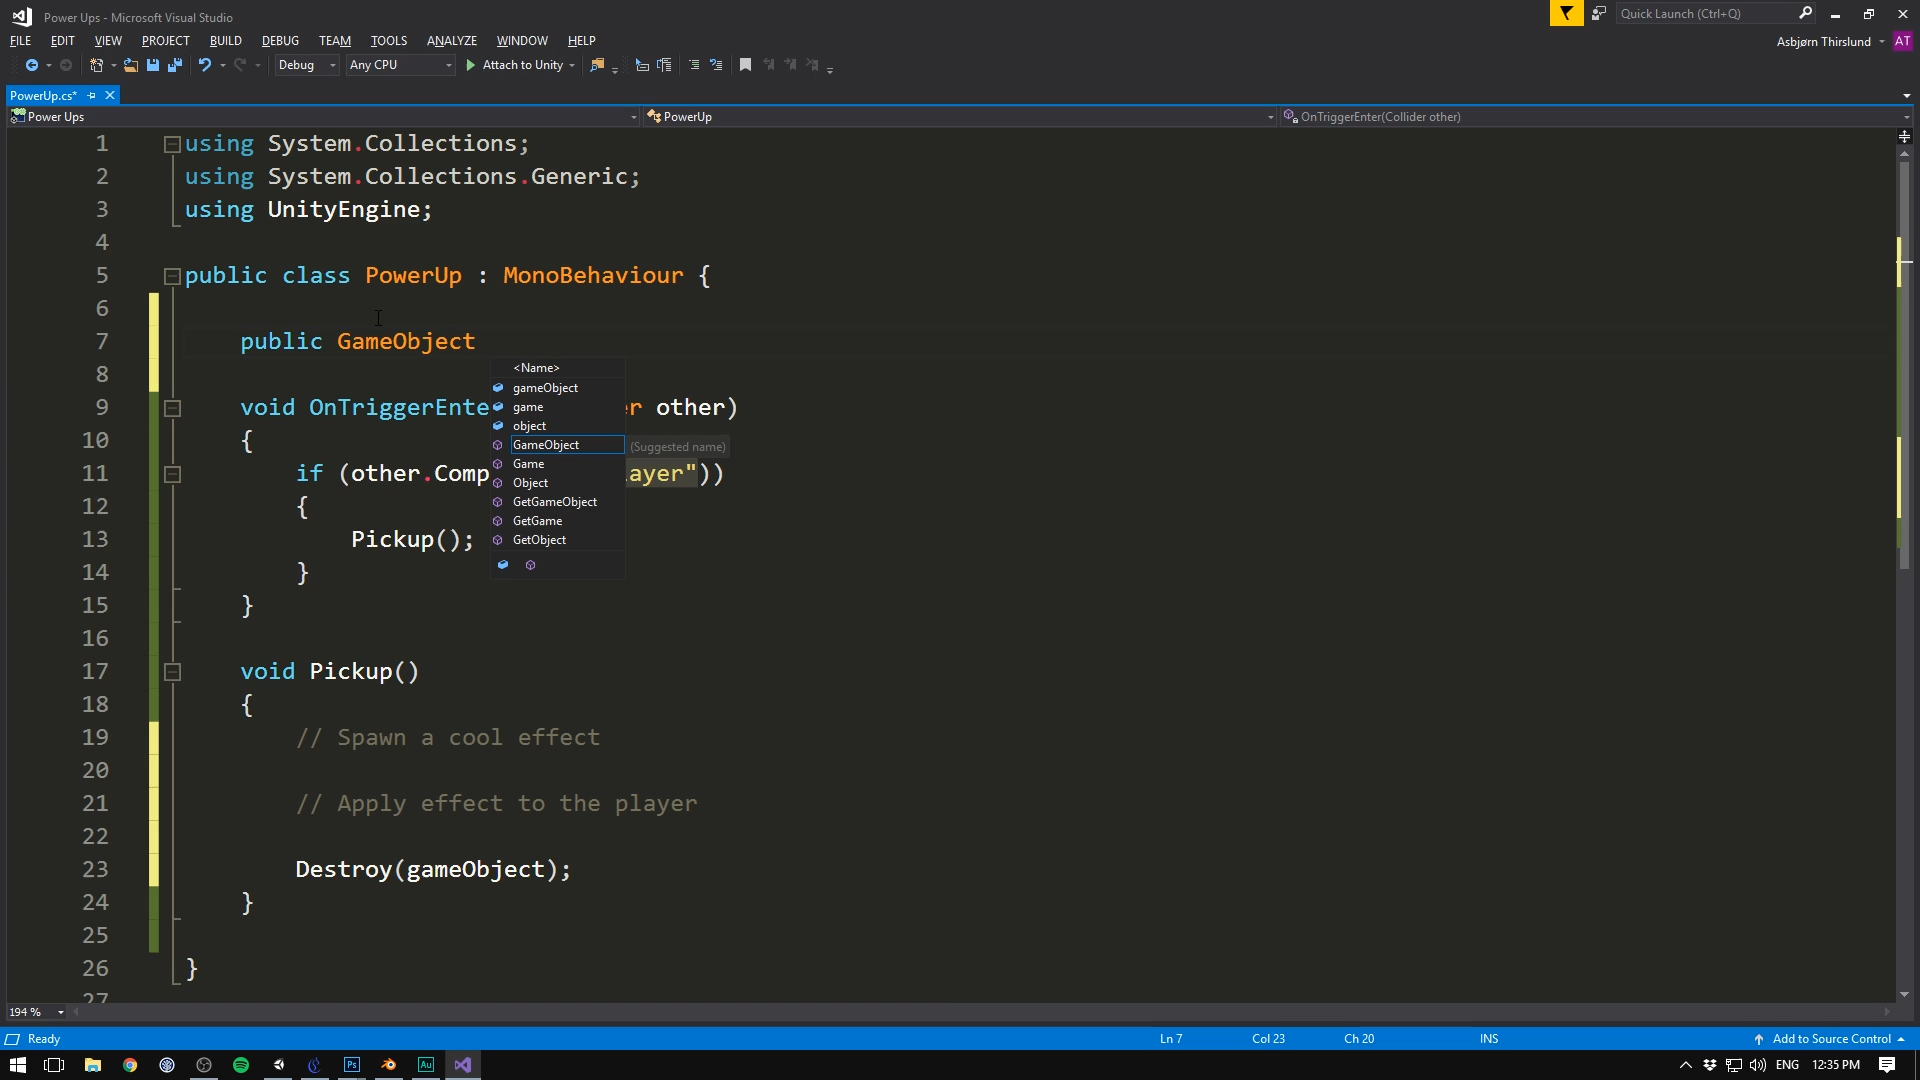 Power Ups - Microsoft Visual Studio
Quick Launch (Ctrl+Q)
FILE EDIT VIEW PROJECT BUILD DEBUG TEAM TOOLS ANALYZE WINDOW HELP
Asbjørn Thirslund AT
Debug Any CPU Attach to Unity
PowerUp.cs*
Power Ups PowerUp OnTriggerEnter(Collider other)
1 using System.Collections;
2 using System.Collections.Generic;
3 using UnityEngine;
4
5 public class PowerUp : MonoBehaviour {
6
7 public GameObject
8
<Name>
gameObject
9 void OnTriggerEnte r other)
game
object
10 {
GameObject (Suggested name)
Game
11 if (other.Comp layer"))
Object
12 {
GetGameObject
GetGame
13 Pickup();
GetObject
14 }
15 }
16
17 void Pickup()
18 {
19 // Spawn a cool effect
20
21 // Apply effect to the player
22
23 Destroy(gameObject);
24 }
25
26 }
27
194 %
Ready Ln 7 Col 23 Ch 20 INS Add to Source Control
Ps Au ENG 12:35 PM